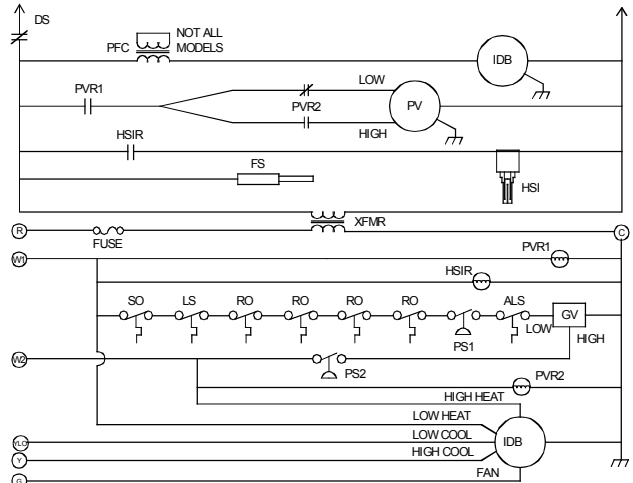 DS
NOT ALL
MODELS
PFC
IDB
PVR1
LOW
PVR2
HIGH
PV
HSIR
FS
HSI
XFMR
R
FUSE
C
W1
PVR1
HSIR
SO LS RO RO RO RO PS1 ALS
LOW
GV
HIGH
W2
PS2
PVR2
HIGH HEAT
LOW HEAT
YLO
LOW COOL
IDB
Y
HIGH COOL
G
FAN